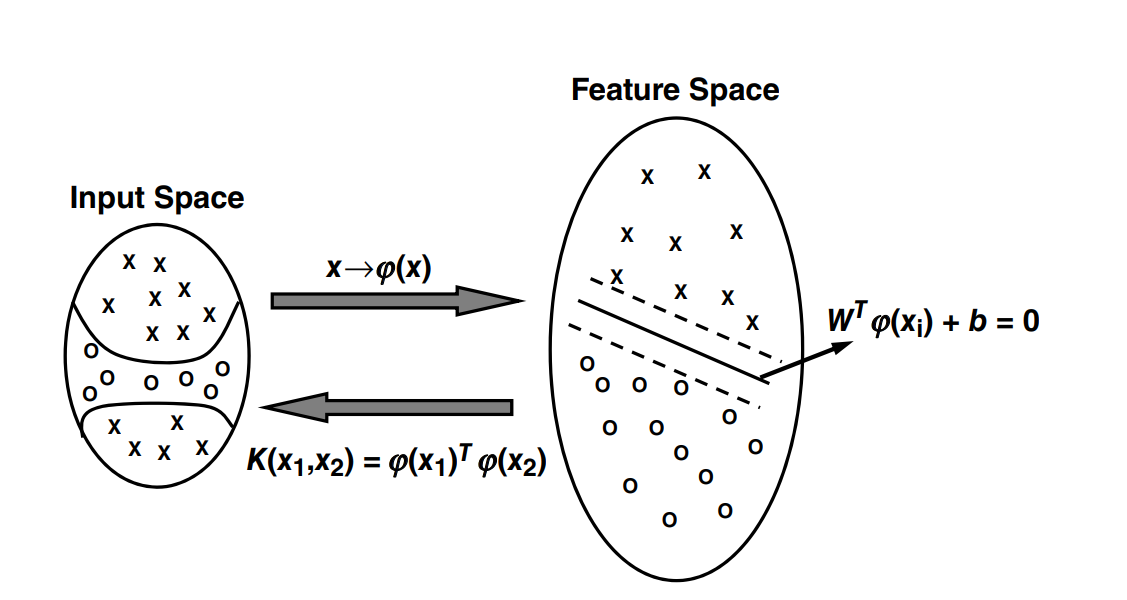 Feature Space
Input Space
x→φ(x)
W^T φ(x_i) + b = 0
K(x_1,x_2) = φ(x_1)^T φ(x_2)
x x
x x x
x x x
x
x x
x x x
x x
x x
o
o o o o
o o
x x
x x x
o
o o o
o o o
o o
o
o
o o